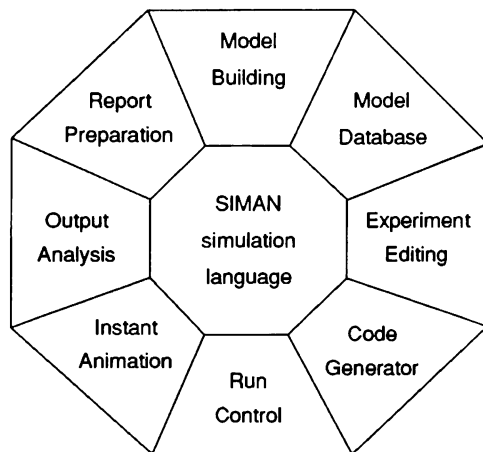 Model
Building
Model
Database
Experiment
Editing
Code
Generator
Run
Control
Instant
Animation
Output
Analysis
Report
Preparation
SIMAN
simulation
language